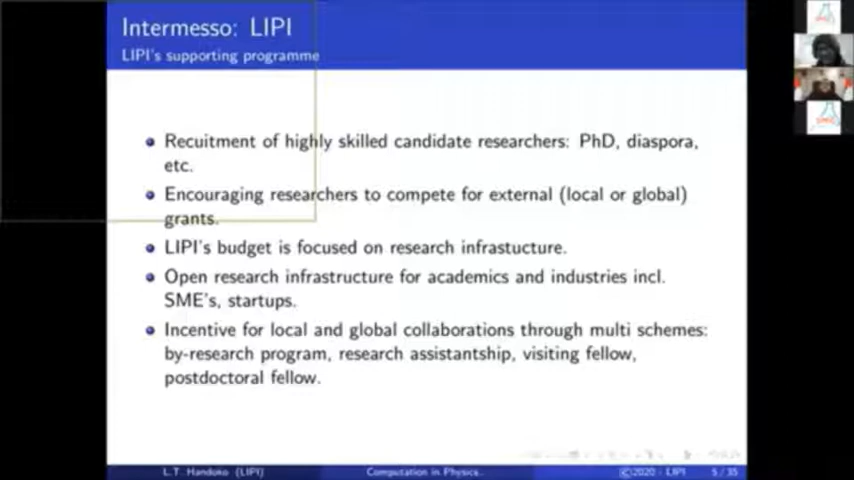 Intermesso: LIPI
LIPI's supporting programme
Recuitment of highly skilled candidate researchers: PhD, diaspora,
etc.
Encouraging researchers to compete for external (local or global)
grants.
LIPI's budget is focused on research infrastucture.
Open research infrastructure for academics and industries incl.
SME's, startups.
Incentive for local and global collaborations through multi schemes:
by-research program, research assistantship, visiting fellow,
postdoctoral fellow.
L.T. Handoko (LIPI) Computation in Physics ©2020 - LIPI 5 / 35